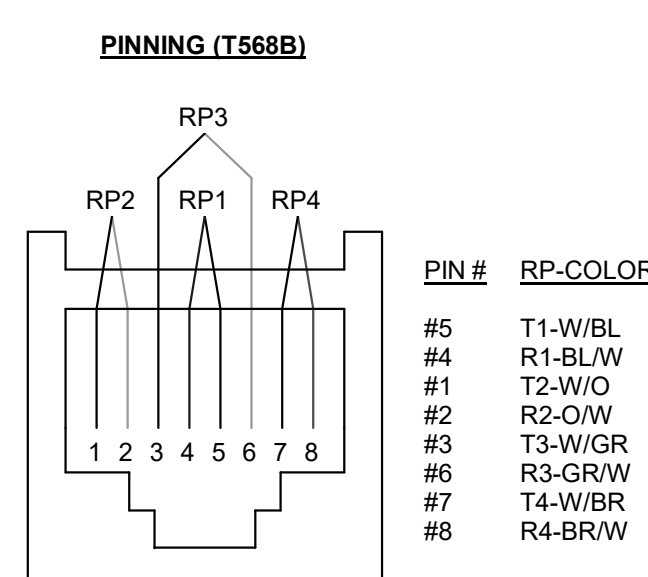 PINNING (T568B)
RP3
RP2 RP1 RP4
1 2 3 4 5 6 7 8
PIN # RP-COLOR
#5 T1-W/BL
#4 R1-BL/W
#1 T2-W/O
#2 R2-O/W
#3 T3-W/GR
#6 R3-GR/W
#7 T4-W/BR
#8 R4-BR/W